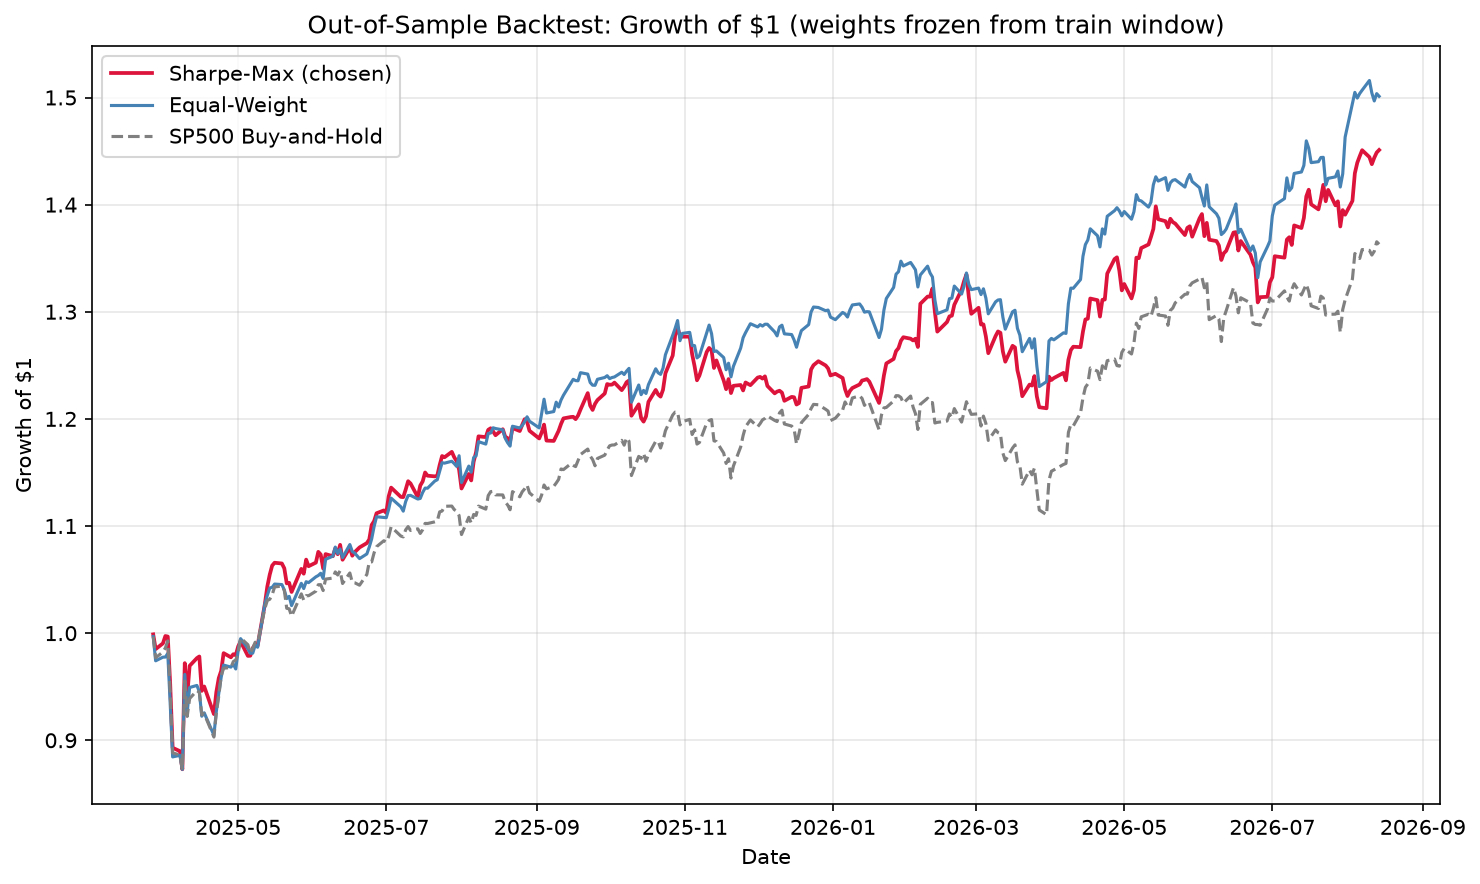 Out-of-Sample Backtest: Growth of $1 (weights frozen from train window)
Sharpe-Max (chosen)
Equal-Weight
SP500 Buy-and-Hold
Growth of $1
1.5
1.4
1.3
1.2
1.1
1.0
0.9
2025-05
2025-07
2025-09
2025-11
2026-01
2026-03
2026-05
2026-07
2026-09
Date